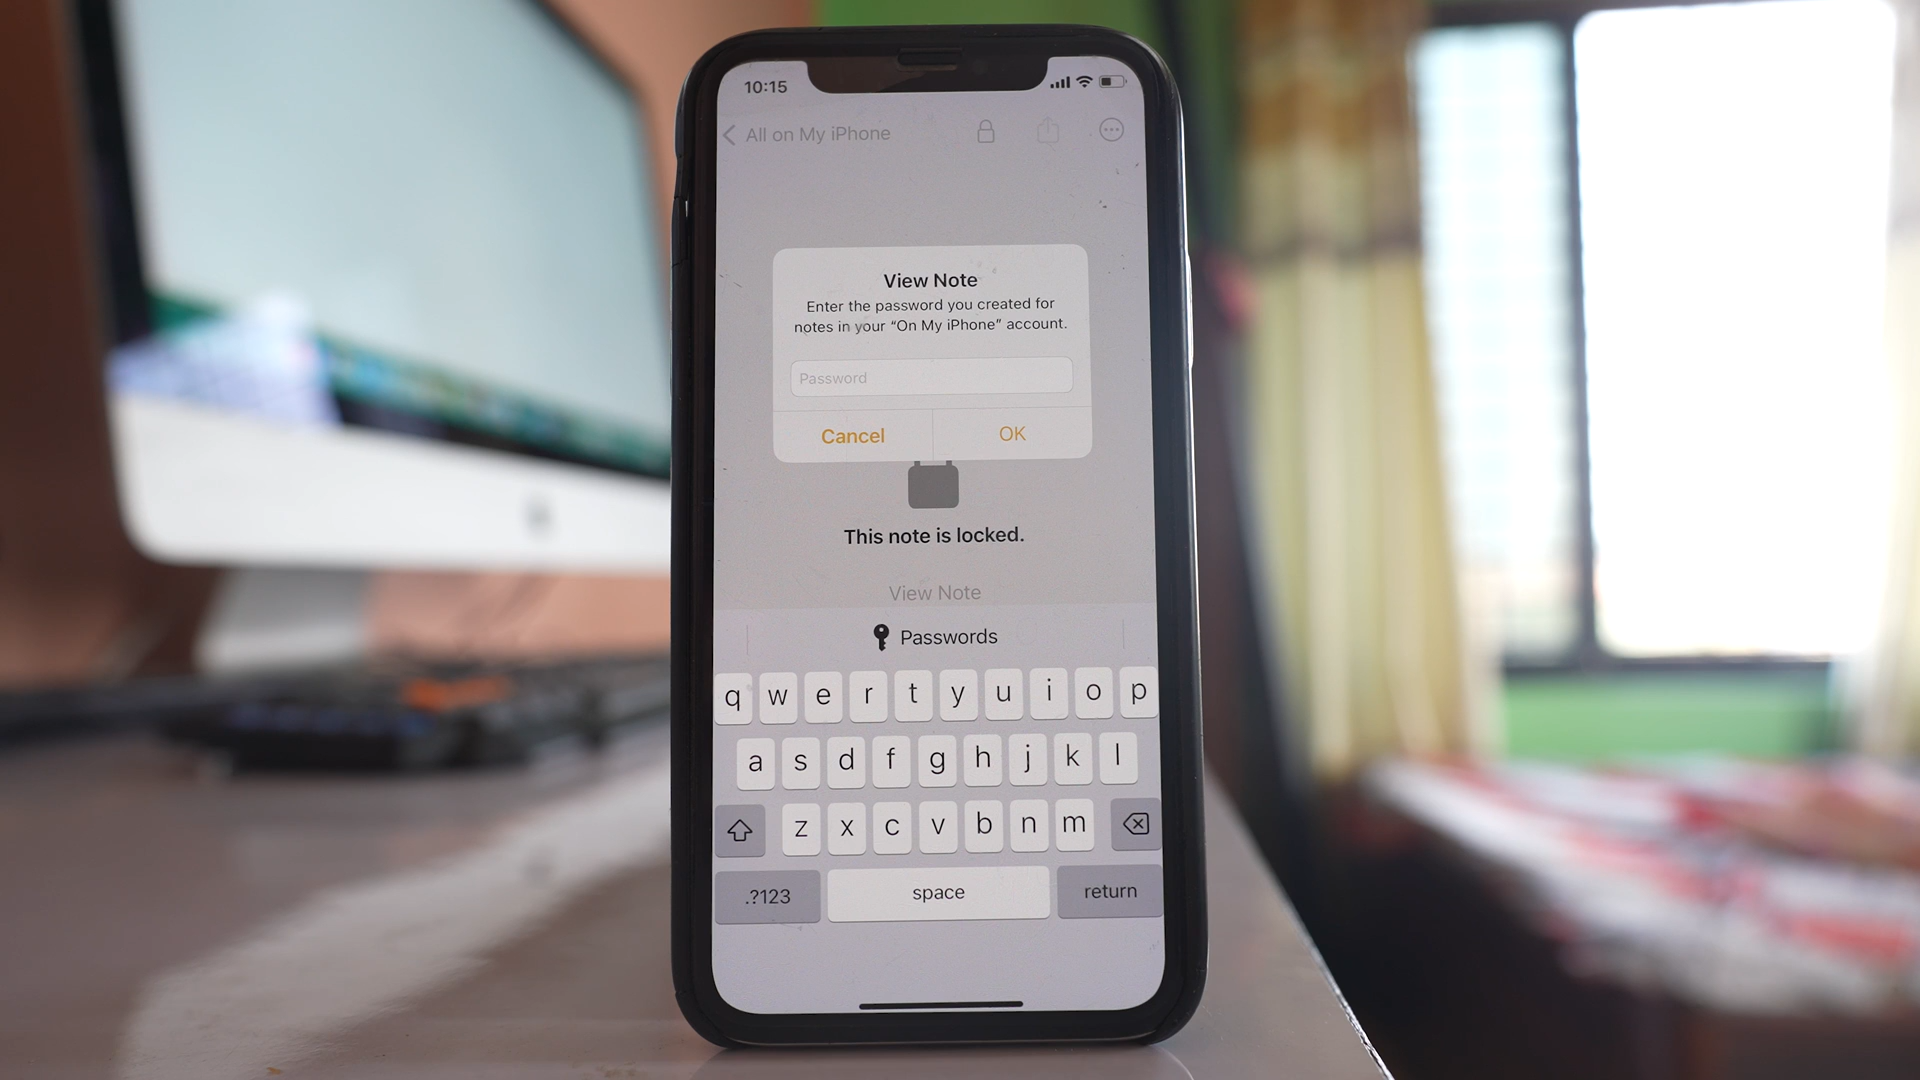 10:15
All on My iPhone
View Note
Enter the password you created for
notes in your “On My iPhone” account.
Password
Cancel OK
This note is locked.
View Note
Passwords
q w e r t y u i o p
a s d f g h j k l
z x c v b n m
.?123 space return